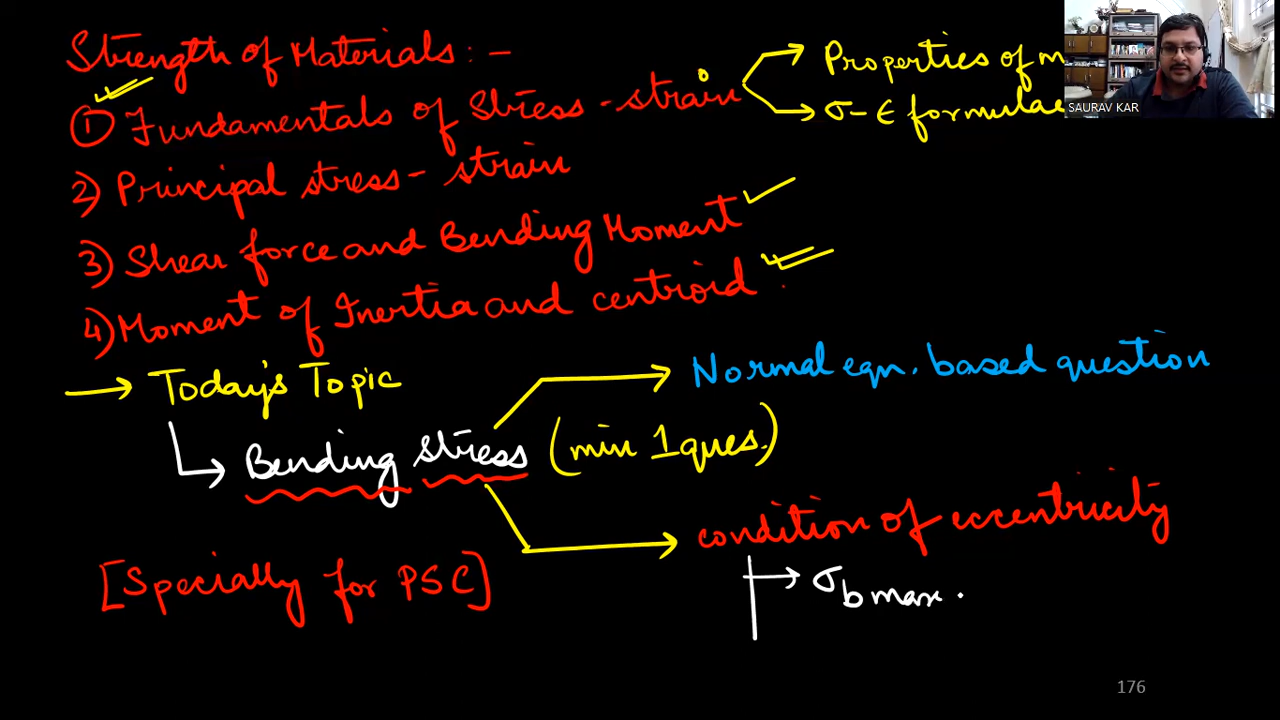 Strength of Materials :-
① Fundamentals of Stress-strain
Properties of m
σ-ϵ formulae
SAURAV KAR
2) Principal stress-strain
3) Shear force and Bending Moment
4) Moment of Inertia and centroid
→ Today's Topic
Normal eqn. based question
Bending stress (min 1 ques.)
condition of eccentricity
[Specially for PSC]
σb max.
176